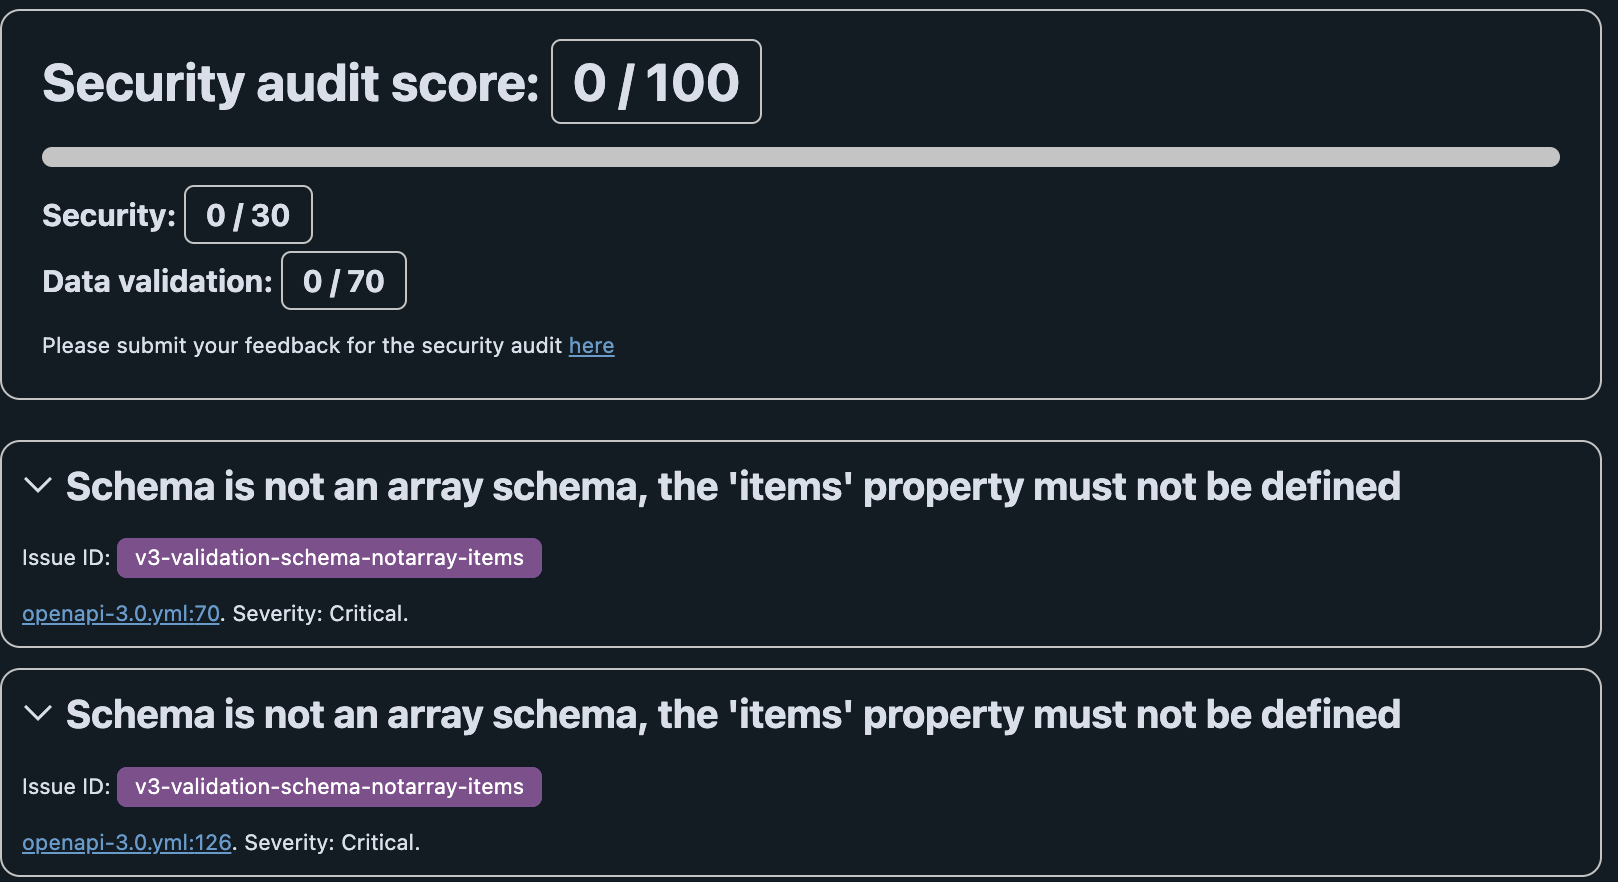 Security audit score: 0 / 100
Security: 0 / 30
Data validation: 0 / 70
Please submit your feedback for the security audit here
Schema is not an array schema, the 'items' property must not be defined
Issue ID: v3-validation-schema-notarray-items
openapi-3.0.yml:70. Severity: Critical.
Schema is not an array schema, the 'items' property must not be defined
Issue ID: v3-validation-schema-notarray-items
openapi-3.0.yml:126. Severity: Critical.